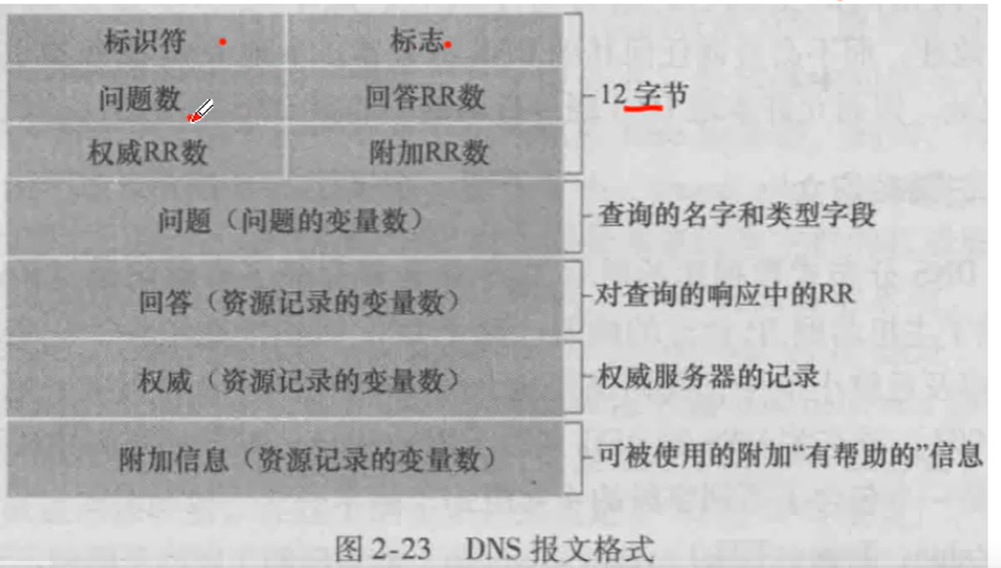 标识符 标志
问题数 回答RR数 12字节
权威RR数 附加RR数
问题（问题的变量数） 查询的名字和类型字段
回答（资源记录的变量数） 对查询的响应中的RR
权威（资源记录的变量数） 权威服务器的记录
附加信息（资源记录的变量数） 可被使用的附加“有帮助的”信息
图2-23 DNS报文格式